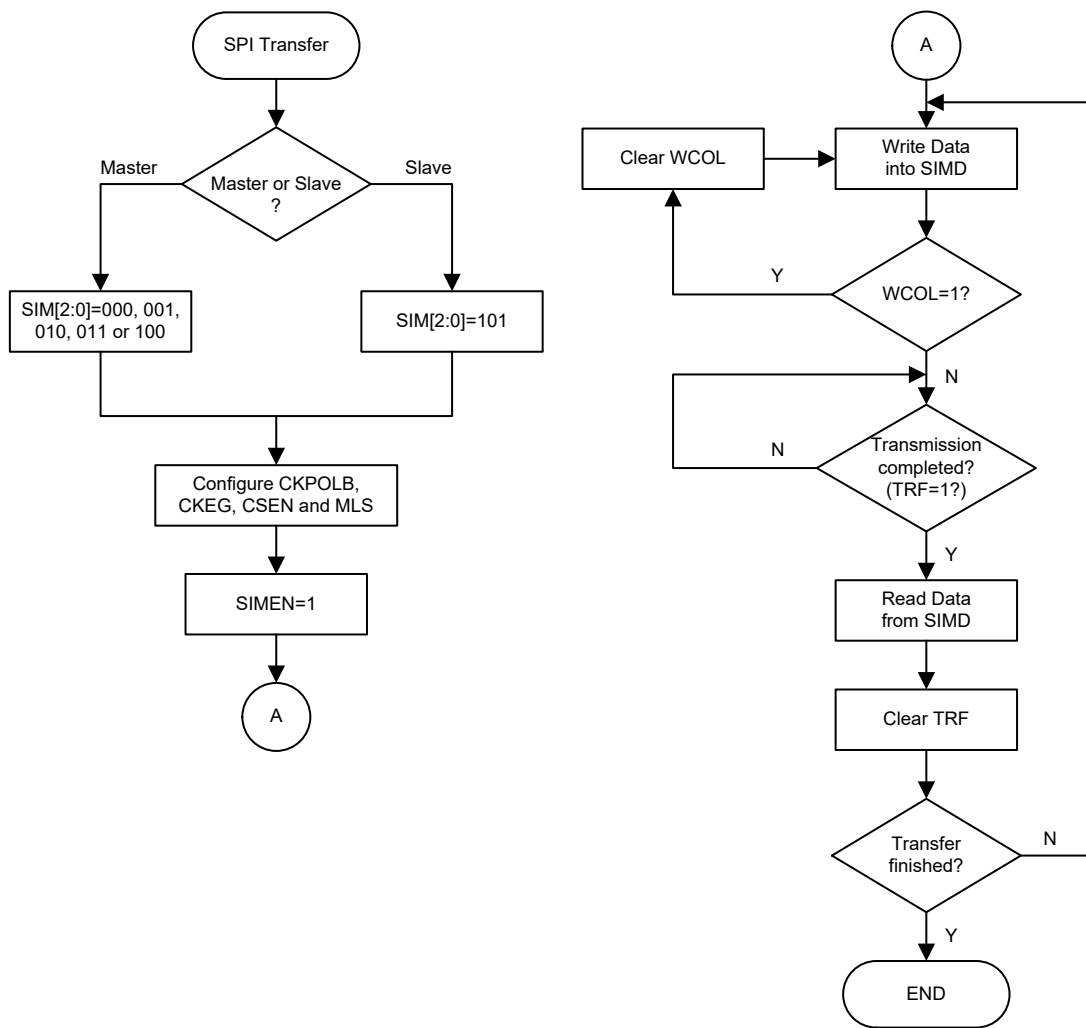 SPI Transfer
Master or Slave
?
Master
Slave
SIM[2:0]=000, 001,
010, 011 or 100
SIM[2:0]=101
Configure CKPOLB,
CKEG, CSEN and MLS
SIMEN=1
A
A
Clear WCOL
Write Data
into SIMD
Y
WCOL=1?
N
N
Transmission
completed?
(TRF=1?)
Y
Read Data
from SIMD
Clear TRF
Transfer
finished?
N
Y
END